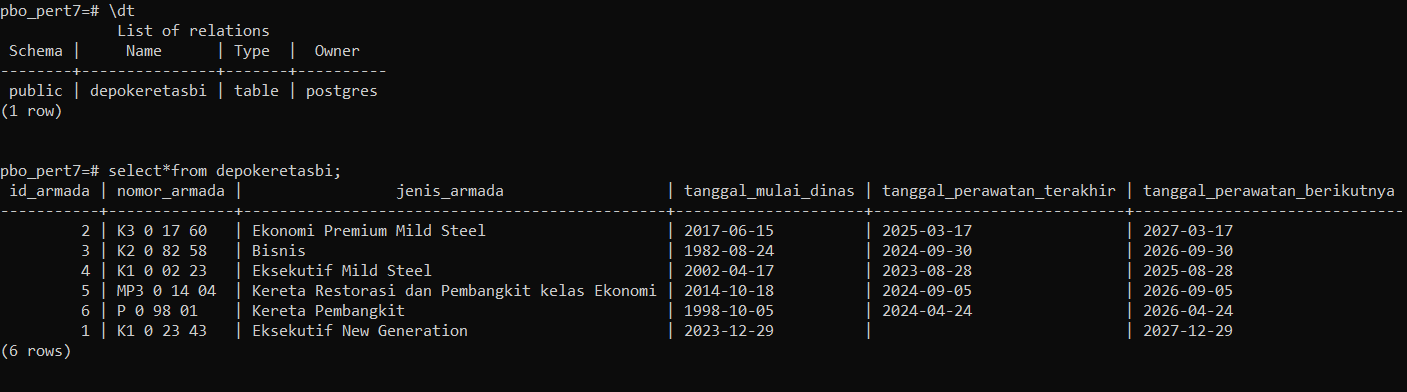 pbo_pert7=# \dt
             List of relations
 Schema |     Name      | Type  |  Owner
--------+---------------+-------+----------
 public | depokeretasbi | table | postgres
(1 row)
pbo_pert7=# select*from depokeretasbi;
 id_armada | nomor_armada |                 jenis_armada                  | tanggal_mulai_dinas | tanggal_perawatan_terakhir | tanggal_perawatan_berikutnya
-----------+--------------+-----------------------------------------------+---------------------+----------------------------+------------------------------
         2 | K3 0 17 60   | Ekonomi Premium Mild Steel                    | 2017-06-15          | 2025-03-17                 | 2027-03-17
         3 | K2 0 82 58   | Bisnis                                        | 1982-08-24          | 2024-09-30                 | 2026-09-30
         4 | K1 0 02 23   | Eksekutif Mild Steel                          | 2002-04-17          | 2023-08-28                 | 2025-08-28
         5 | MP3 0 14 04  | Kereta Restorasi dan Pembangkit kelas Ekonomi | 2014-10-18          | 2024-09-05                 | 2026-09-05
         6 | P 0 98 01    | Kereta Pembangkit                             | 1998-10-05          | 2024-04-24                 | 2026-04-24
         1 | K1 0 23 43   | Eksekutif New Generation                      | 2023-12-29          |                            | 2027-12-29
(6 rows)